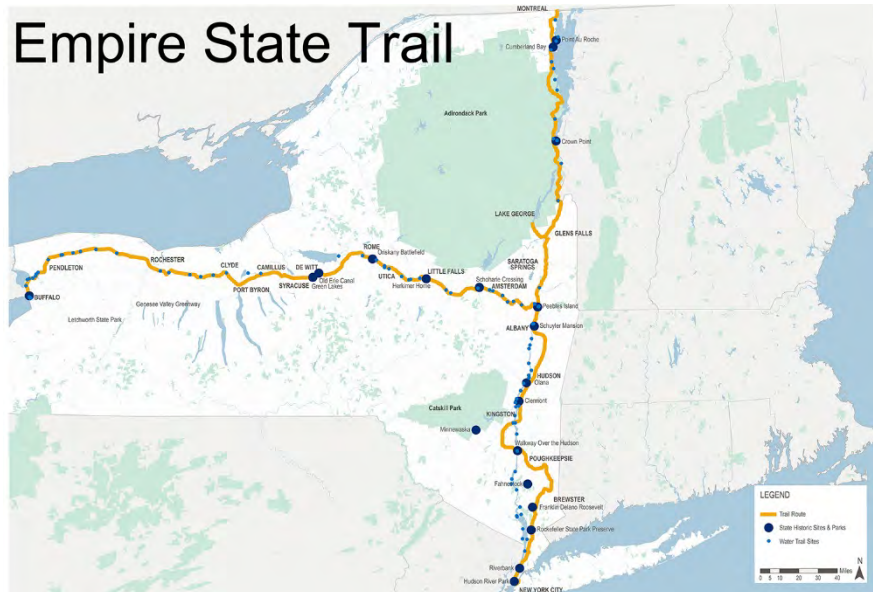 Empire State Trail
MONTREAL
Point Au Roche
Cumberland Bay
Adirondack Park
Crown Point
LAKE GEORGE
GLENS FALLS
SARATOGA
SPRINGS
ROME
Oriskany Battlefield
PENDLETON
ROCHESTER
CLYDE
CAMILLUS
DE WITT
UTICA
LITTLE FALLS
Herkimer Home
Schoharie Crossing
AMSTERDAM
Old Erie Canal
SYRACUSE
Green Lakes
PORT BYRON
BUFFALO
Genesee Valley Greenway
Letchworth State Park
Peebles Island
ALBANY
Schuyler Mansion
HUDSON
Olana
Catskill Park
Clermont
KINGSTON
Minnewaska
Walkway Over the Hudson
POUGHKEEPSIE
Fahnestock
BREWSTER
Franklin Delano Roosevelt
Rockefeller State Park Preserve
Riverbank
Hudson River Park
NEW YORK CITY
LEGEND
Trail Route
State Historic Sites & Parks
Water Trail Sites
N
0 5 10 20 30 40 Miles